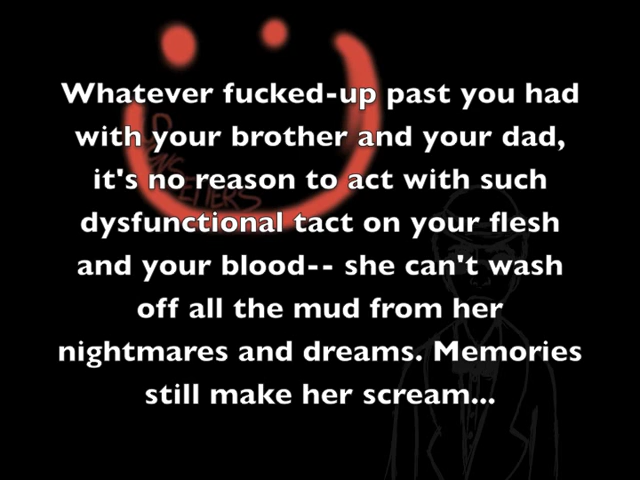 Whatever fucked-up past you had
with your brother and your dad,
it's no reason to act with such
dysfunctional tact on your flesh
and your blood-- she can't wash
off all the mud from her
nightmares and dreams. Memories
still make her scream...